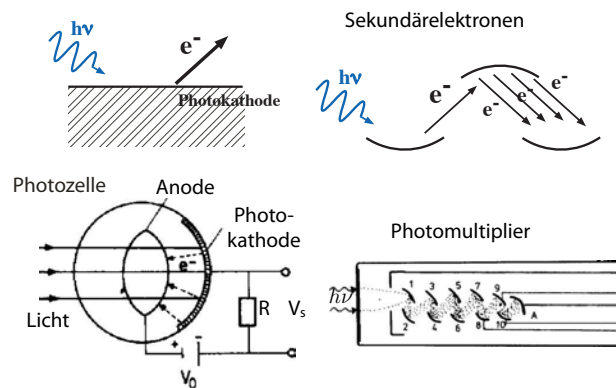 hν
e⁻
Photokathode
Sekundärelektronen
hν
e⁻
e⁻
e⁻
e⁻
e⁻
Photozelle
Anode
Photo-
kathode
e⁻
Licht
R
Vₛ
+ −
V₀
Photomultiplier
hν
1 3 5 7 9
2 4 6 8 10
A